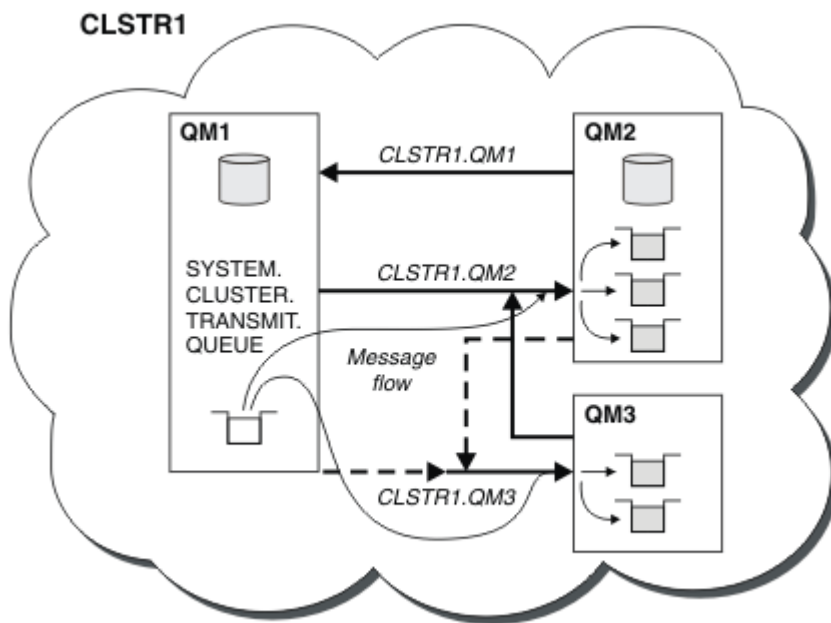 CLSTR1
QM1
CLSTR1.QM1
QM2
SYSTEM.
CLUSTER.
TRANSMIT.
QUEUE
CLSTR1.QM2
Message
flow
QM3
CLSTR1.QM3